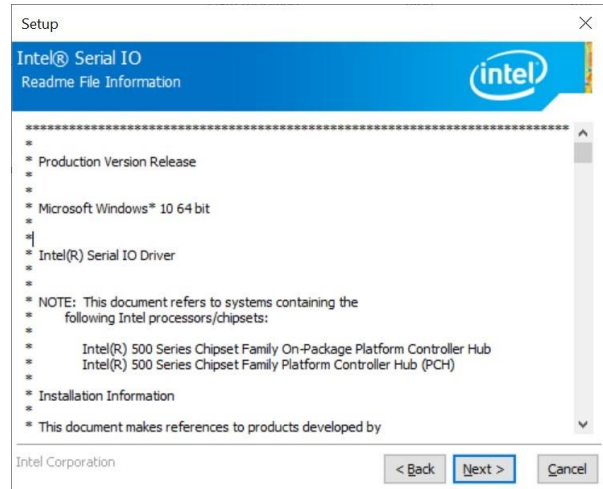 Setup
Intel® Serial IO
Readme File Information
intel
***************************************************************************
*
* Production Version Release
*
*
* Microsoft Windows* 10 64 bit
*
*
* Intel(R) Serial IO Driver
*
*
* NOTE: This document refers to systems containing the
* following Intel processors/chipsets:
*
* Intel(R) 500 Series Chipset Family On-Package Platform Controller Hub
* Intel(R) 500 Series Chipset Family Platform Controller Hub (PCH)
*
* Installation Information
*
* This document makes references to products developed by
Intel Corporation
< Back Next > Cancel